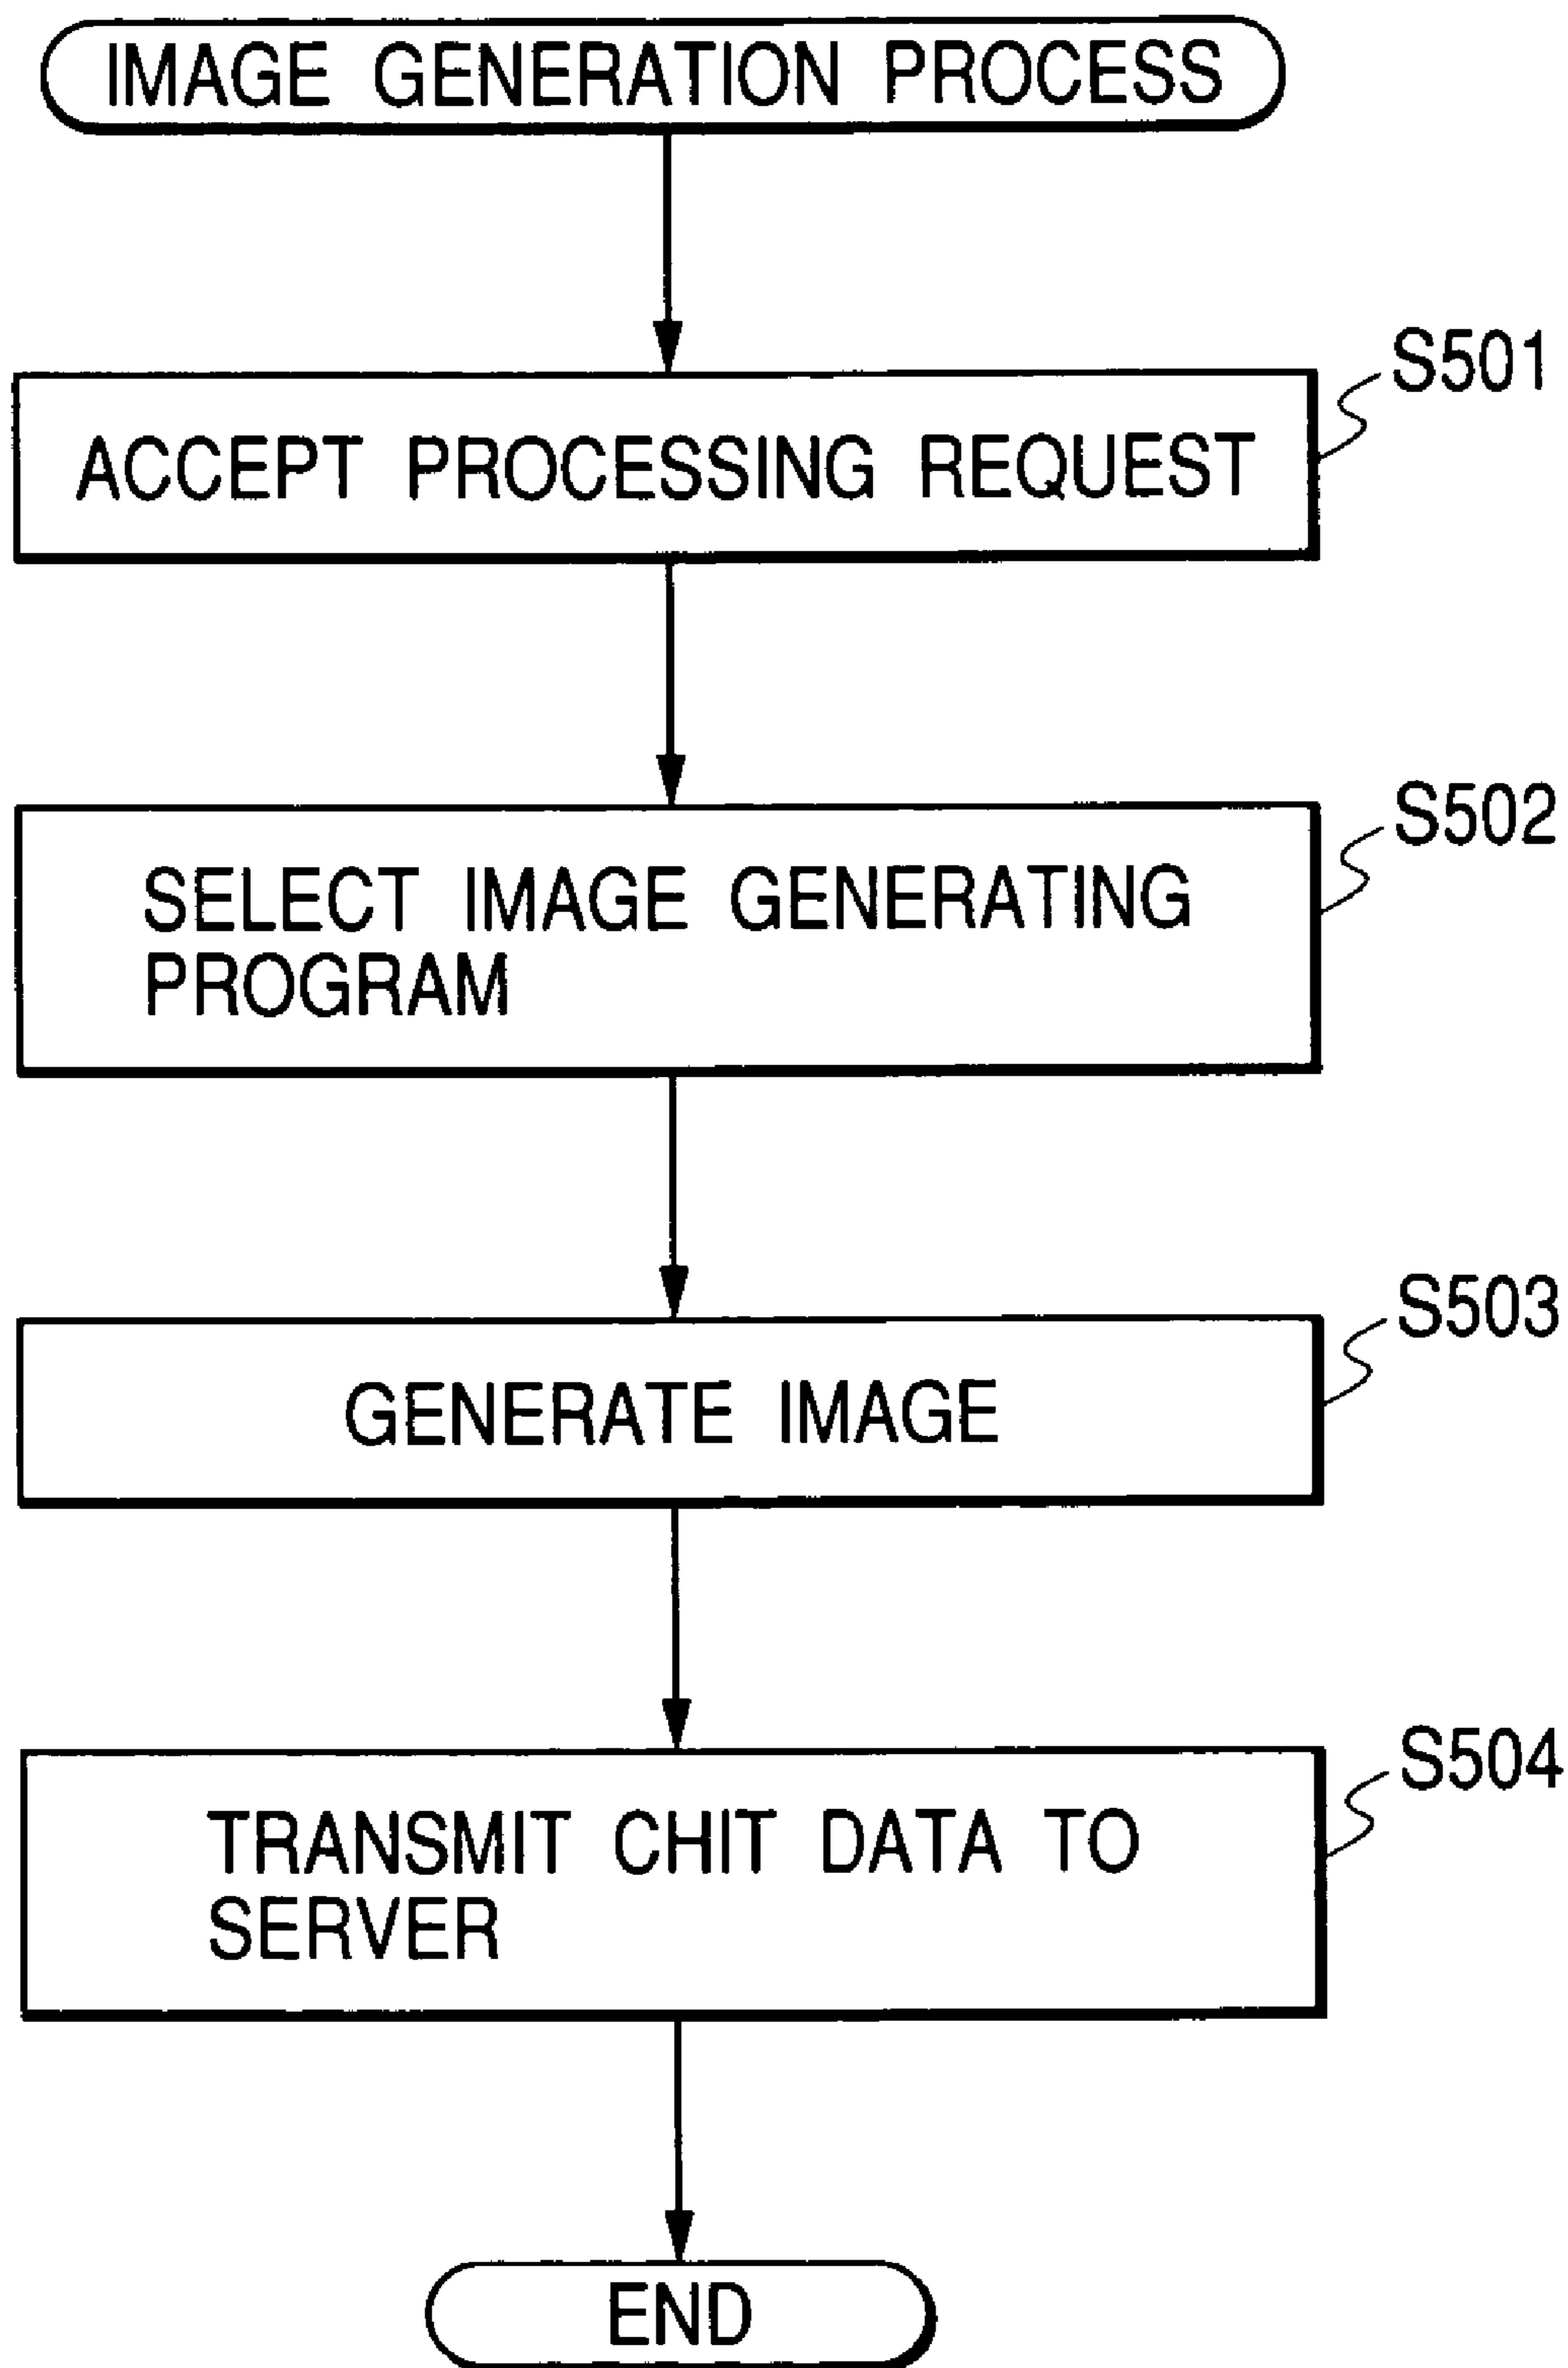 IMAGE GENERATION PROCESS
S501
ACCEPT PROCESSING REQUEST
S502
SELECT IMAGE GENERATING
PROGRAM
S503
GENERATE IMAGE
S504
TRANSMIT CHIT DATA TO
SERVER
END